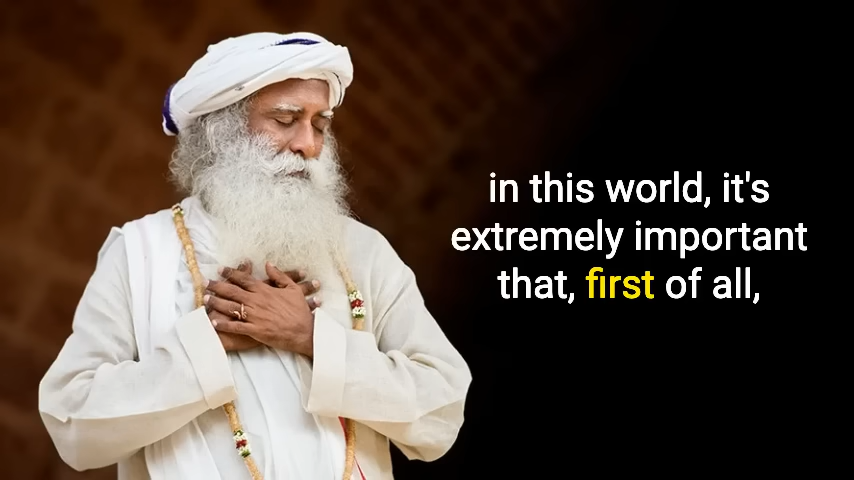 in this world, it's
extremely important
that, first of all,